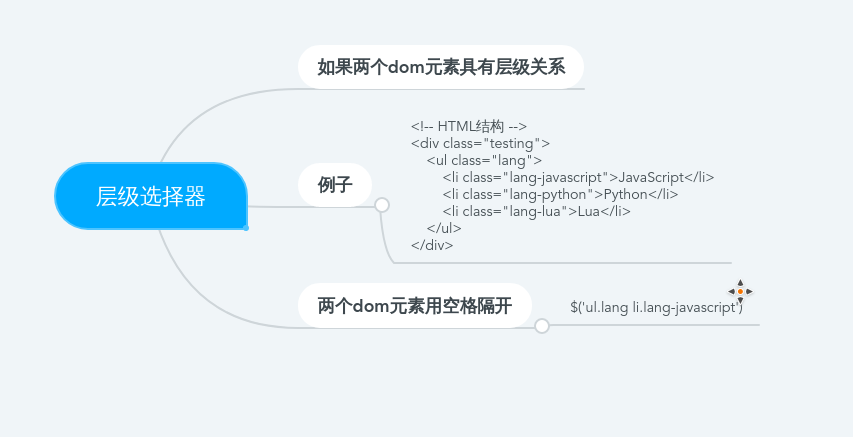 如果两个dom元素具有层级关系
层级选择器
例子
<!-- HTML结构 -->
<div class="testing">
    <ul class="lang">
        <li class="lang-javascript">JavaScript</li>
        <li class="lang-python">Python</li>
        <li class="lang-lua">Lua</li>
    </ul>
</div>
两个dom元素用空格隔开
$('ul.lang li.lang-javascript')